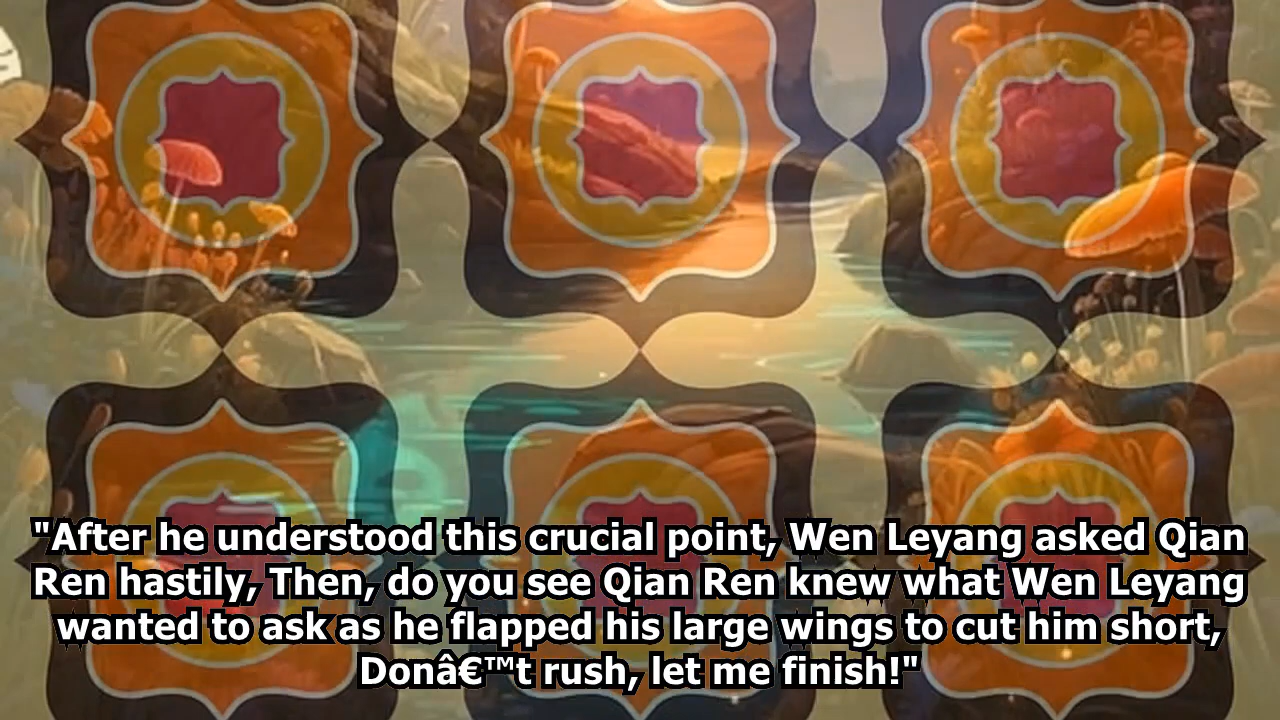 "After he understood this crucial point, Wen Leyang asked Qian
Ren hastily, Then, do you see Qian Ren knew what Wen Leyang
wanted to ask as he flapped his large wings to cut him short,
Donâ€™t rush, let me finish!"